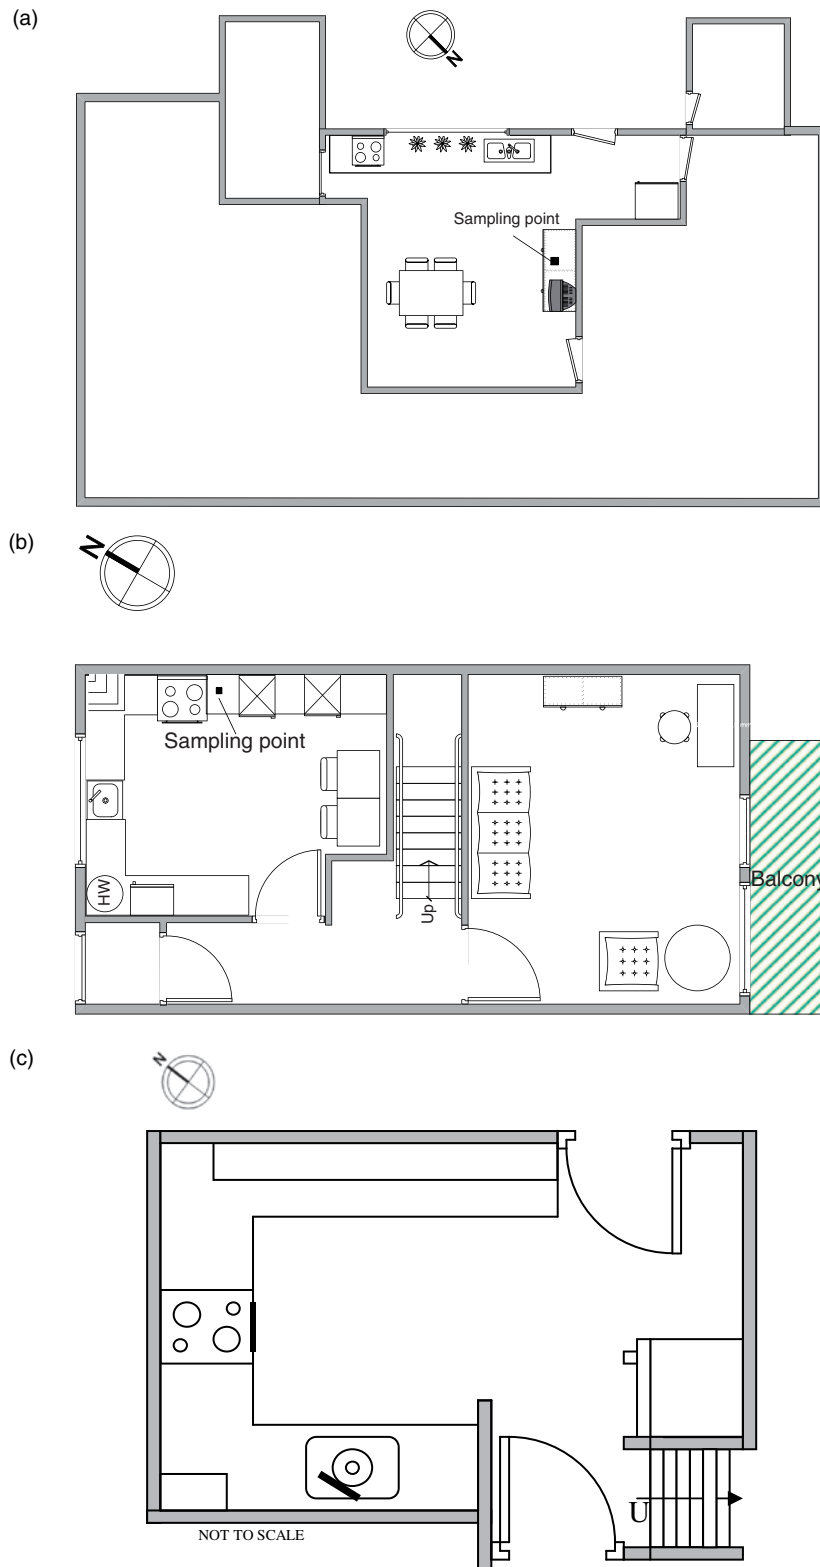 (a)
N
Sampling point
(b)
N
Sampling point
HW
Up
Balcony
(c)
N
U
NOT TO SCALE